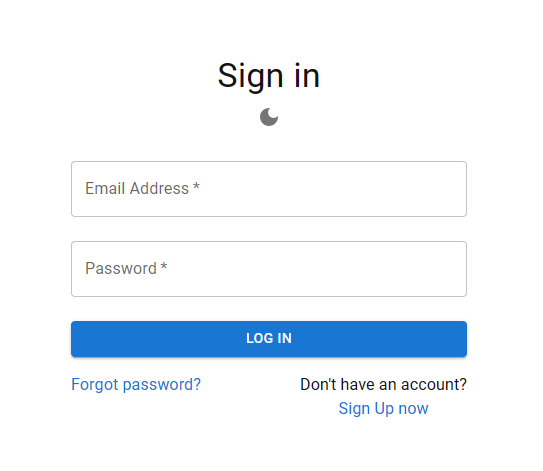 Sign in
Email Address *
Password *
LOG IN
Forgot password?
Don't have an account?
Sign Up now